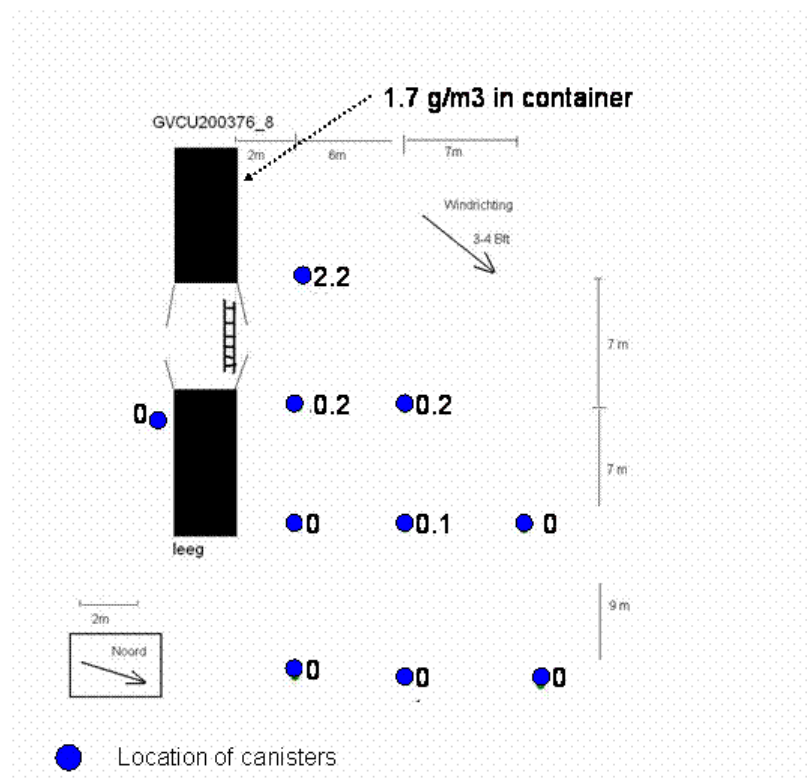 1.7 g/m3 in container
GVCU200376_8
2m
6m
7m
Windrichting
3-4 Bft
2.2
7 m
0
.0.2
0.2
7 m
0
0.1
0
leeg
2m
9 m
Noord
0
0
0
Location of canisters